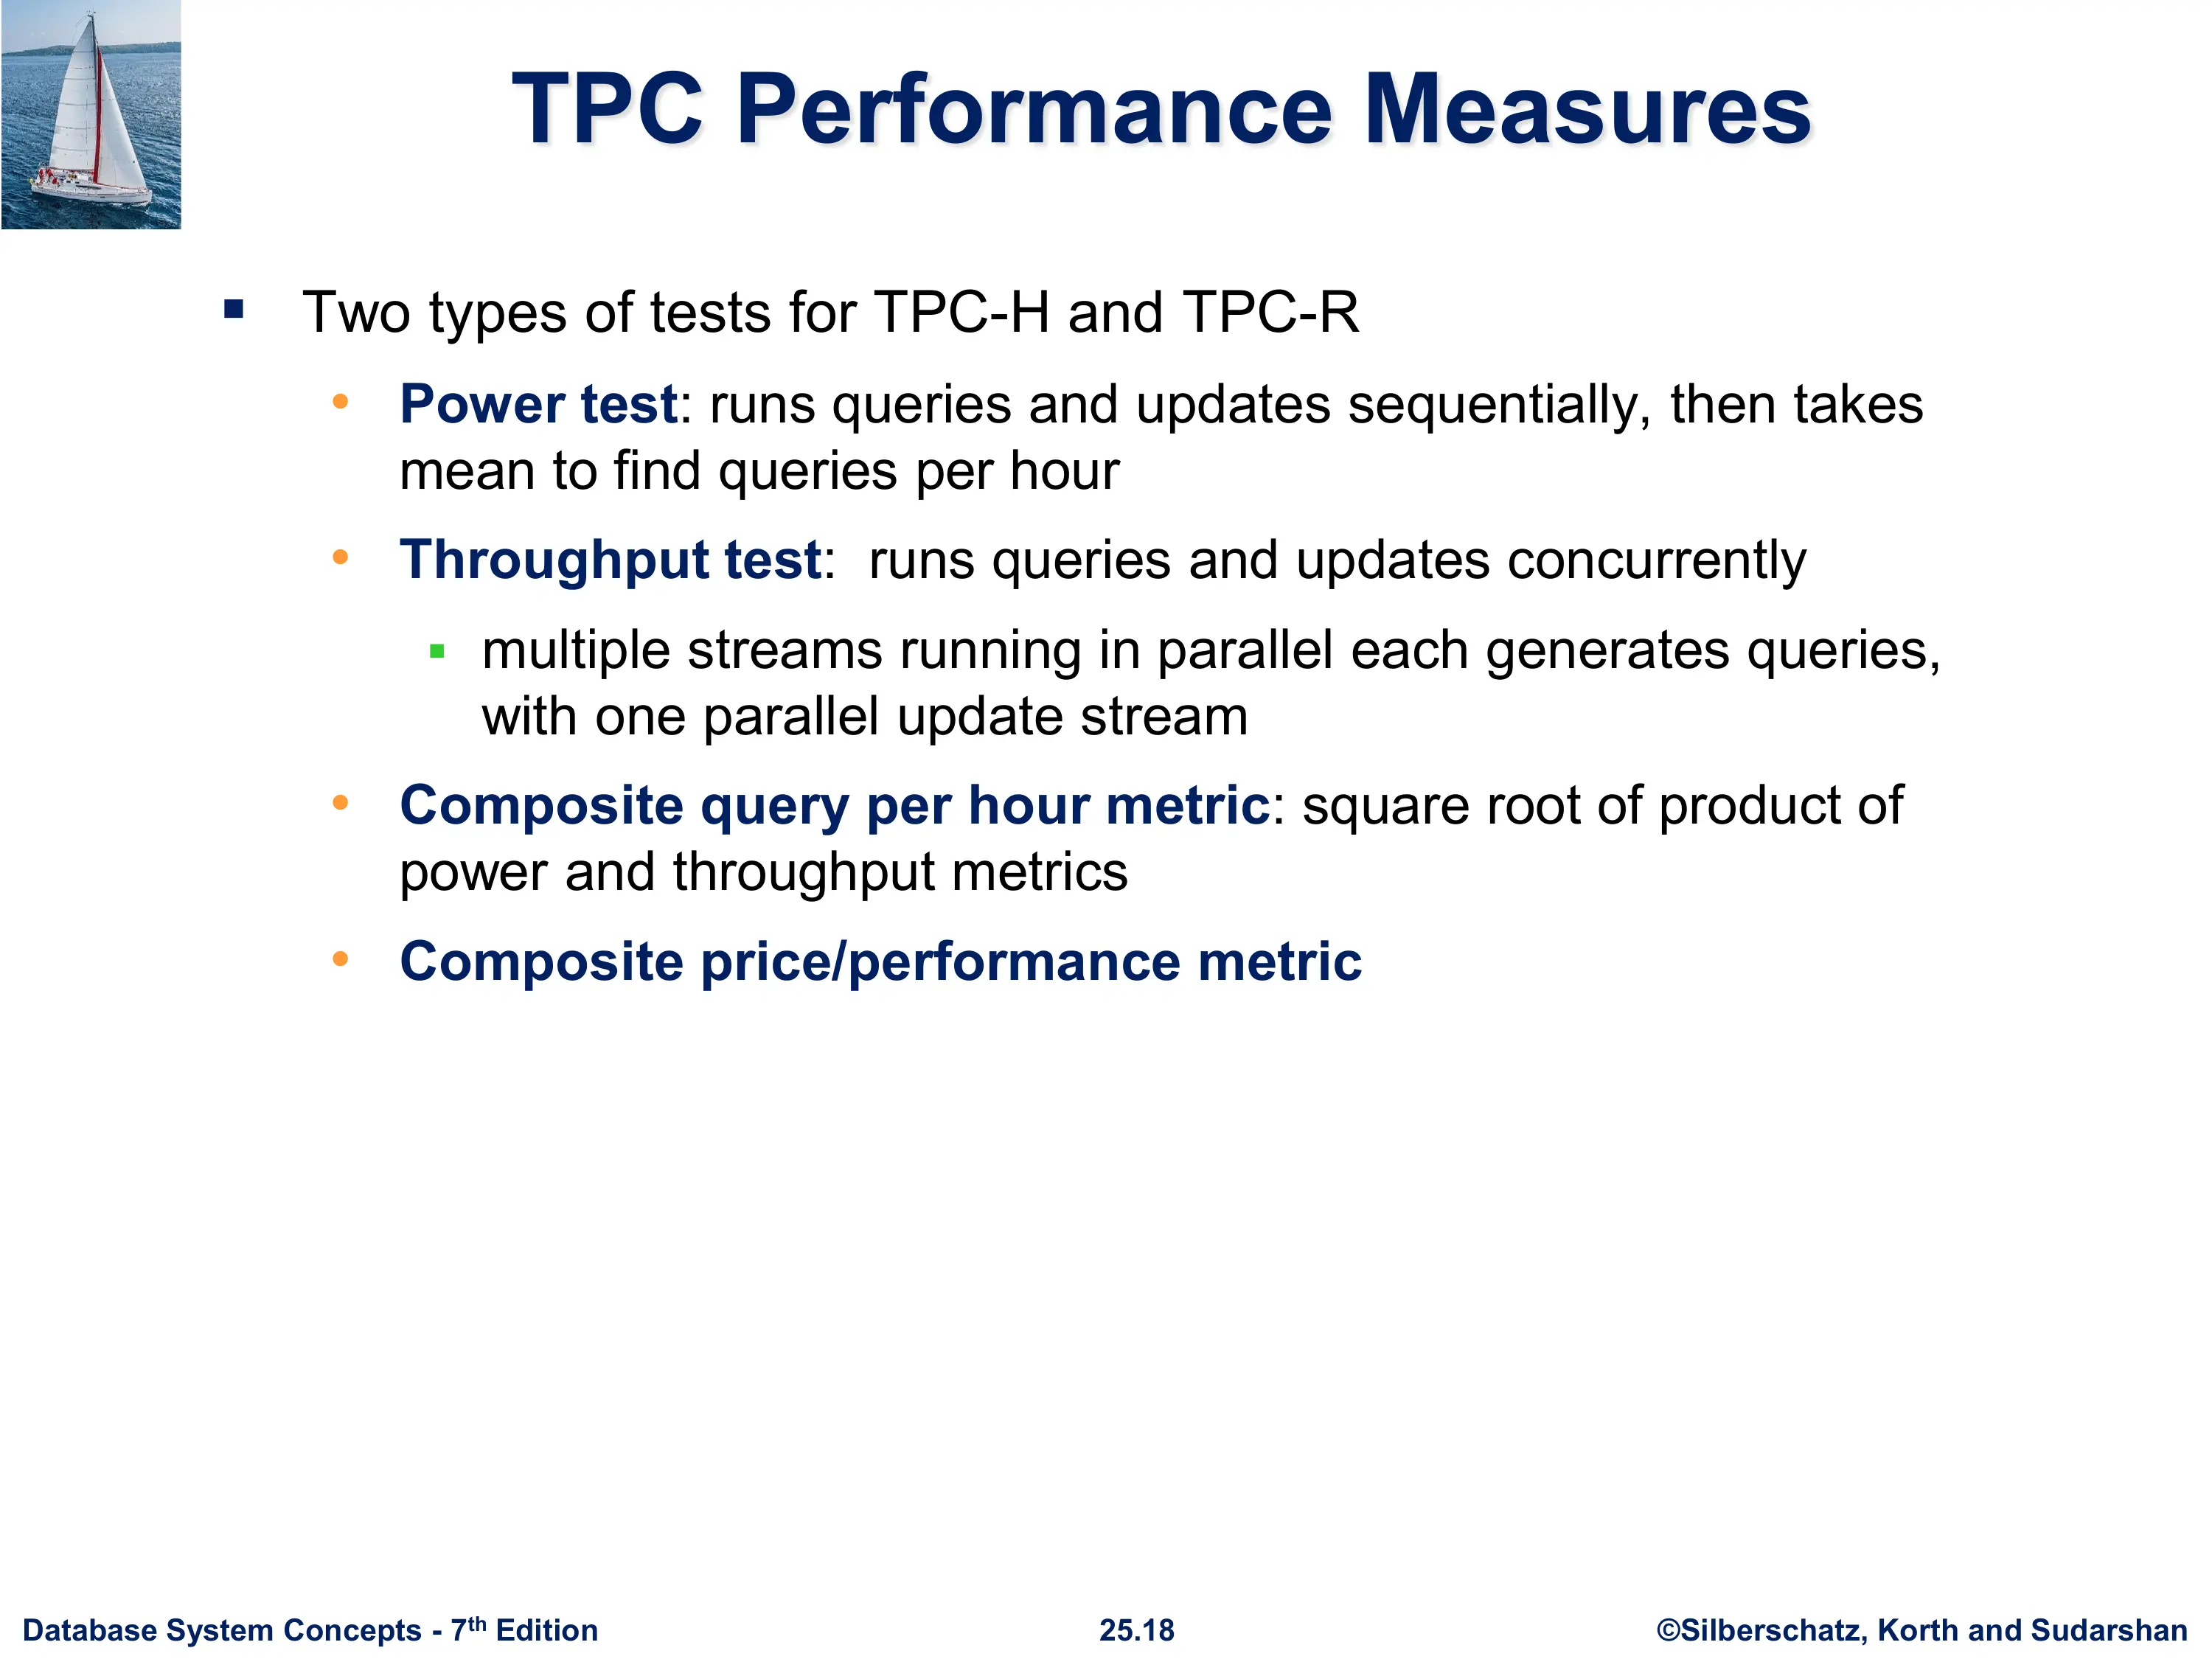 TPC Performance Measures
▪ Two types of tests for TPC-H and TPC-R
• Power test: runs queries and updates sequentially, then takes
mean to find queries per hour
• Throughput test:  runs queries and updates concurrently
▪ multiple streams running in parallel each generates queries,
with one parallel update stream
• Composite query per hour metric: square root of product of
power and throughput metrics
• Composite price/performance metric
Database System Concepts - 7th Edition
25.18
©Silberschatz, Korth and Sudarshan